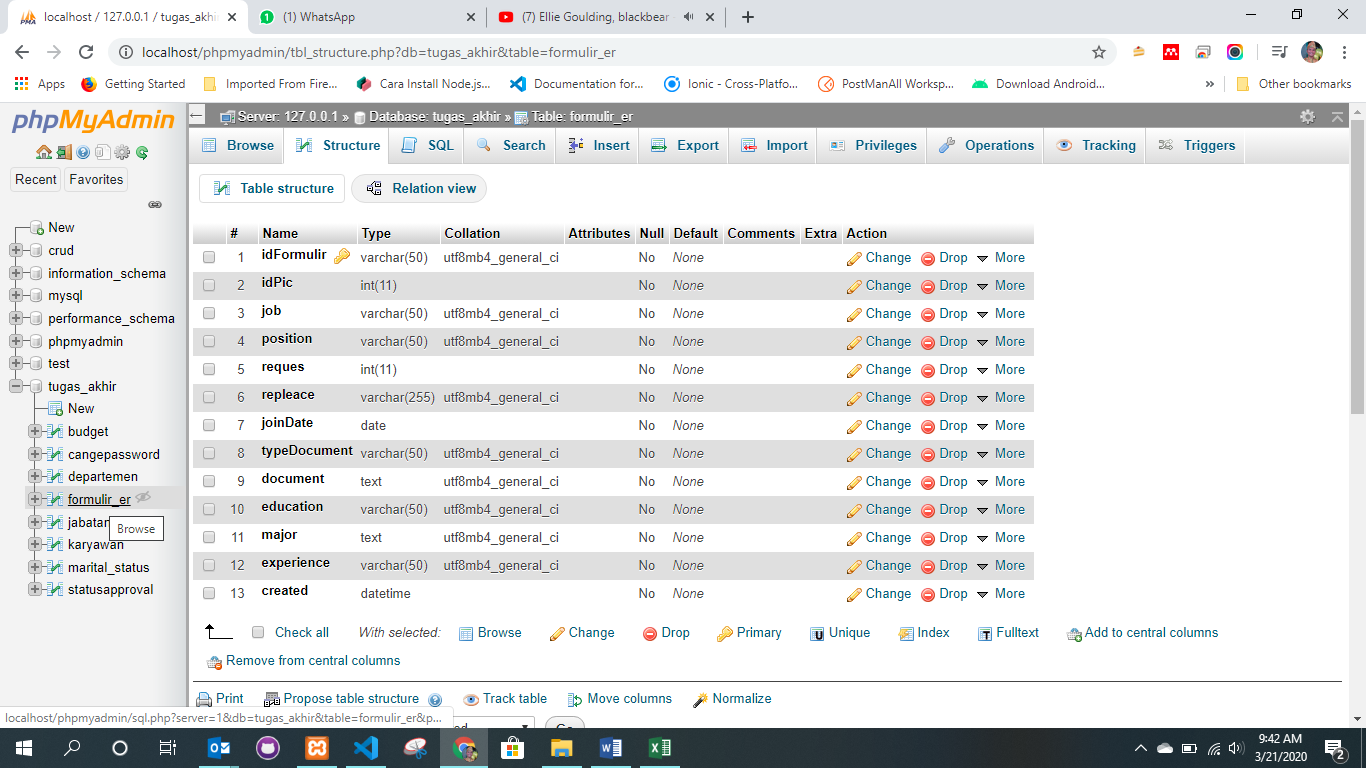 localhost / 127.0.0.1 / tugas_akhi
(1) WhatsApp
(7) Ellie Goulding, blackbear
localhost/phpmyadmin/tbl_structure.php?db=tugas_akhir&table=formulir_er
Apps
Getting Started
Imported From Fire...
Cara Install Node.js...
Documentation for...
Ionic - Cross-Platfo...
PostManAll Worksp...
Download Android...
»
Other bookmarks
phpMyAdmin
Recent
Favorites
New
crud
information_schema
mysql
performance_schema
phpmyadmin
test
tugas_akhir
New
budget
cangepassword
departemen
formulir_er
jabatan
Browse
karyawan
marital_status
statusapproval
Server: 127.0.0.1 » Database: tugas_akhir » Table: formulir_er
Browse Structure SQL Search Insert Export Import Privileges Operations Tracking Triggers
Table structure Relation view
# Name Type Collation Attributes Null Default Comments Extra Action
1 idFormulir varchar(50) utf8mb4_general_ci No None Change Drop More
2 idPic int(11) No None Change Drop More
3 job varchar(50) utf8mb4_general_ci No None Change Drop More
4 position varchar(50) utf8mb4_general_ci No None Change Drop More
5 reques int(11) No None Change Drop More
6 repleace varchar(255) utf8mb4_general_ci No None Change Drop More
7 joinDate date No None Change Drop More
8 typeDocument varchar(50) utf8mb4_general_ci No None Change Drop More
9 document text utf8mb4_general_ci No None Change Drop More
10 education varchar(50) utf8mb4_general_ci No None Change Drop More
11 major text utf8mb4_general_ci No None Change Drop More
12 experience varchar(50) utf8mb4_general_ci No None Change Drop More
13 created datetime No None Change Drop More
Check all With selected: Browse Change Drop Primary Unique Index Fulltext Add to central columns
Remove from central columns
Print Propose table structure Track table Move columns Normalize
localhost/phpmyadmin/sql.php?server=1&db=tugas_akhir&table=formulir_er&p...
9:42 AM
3/21/2020
2